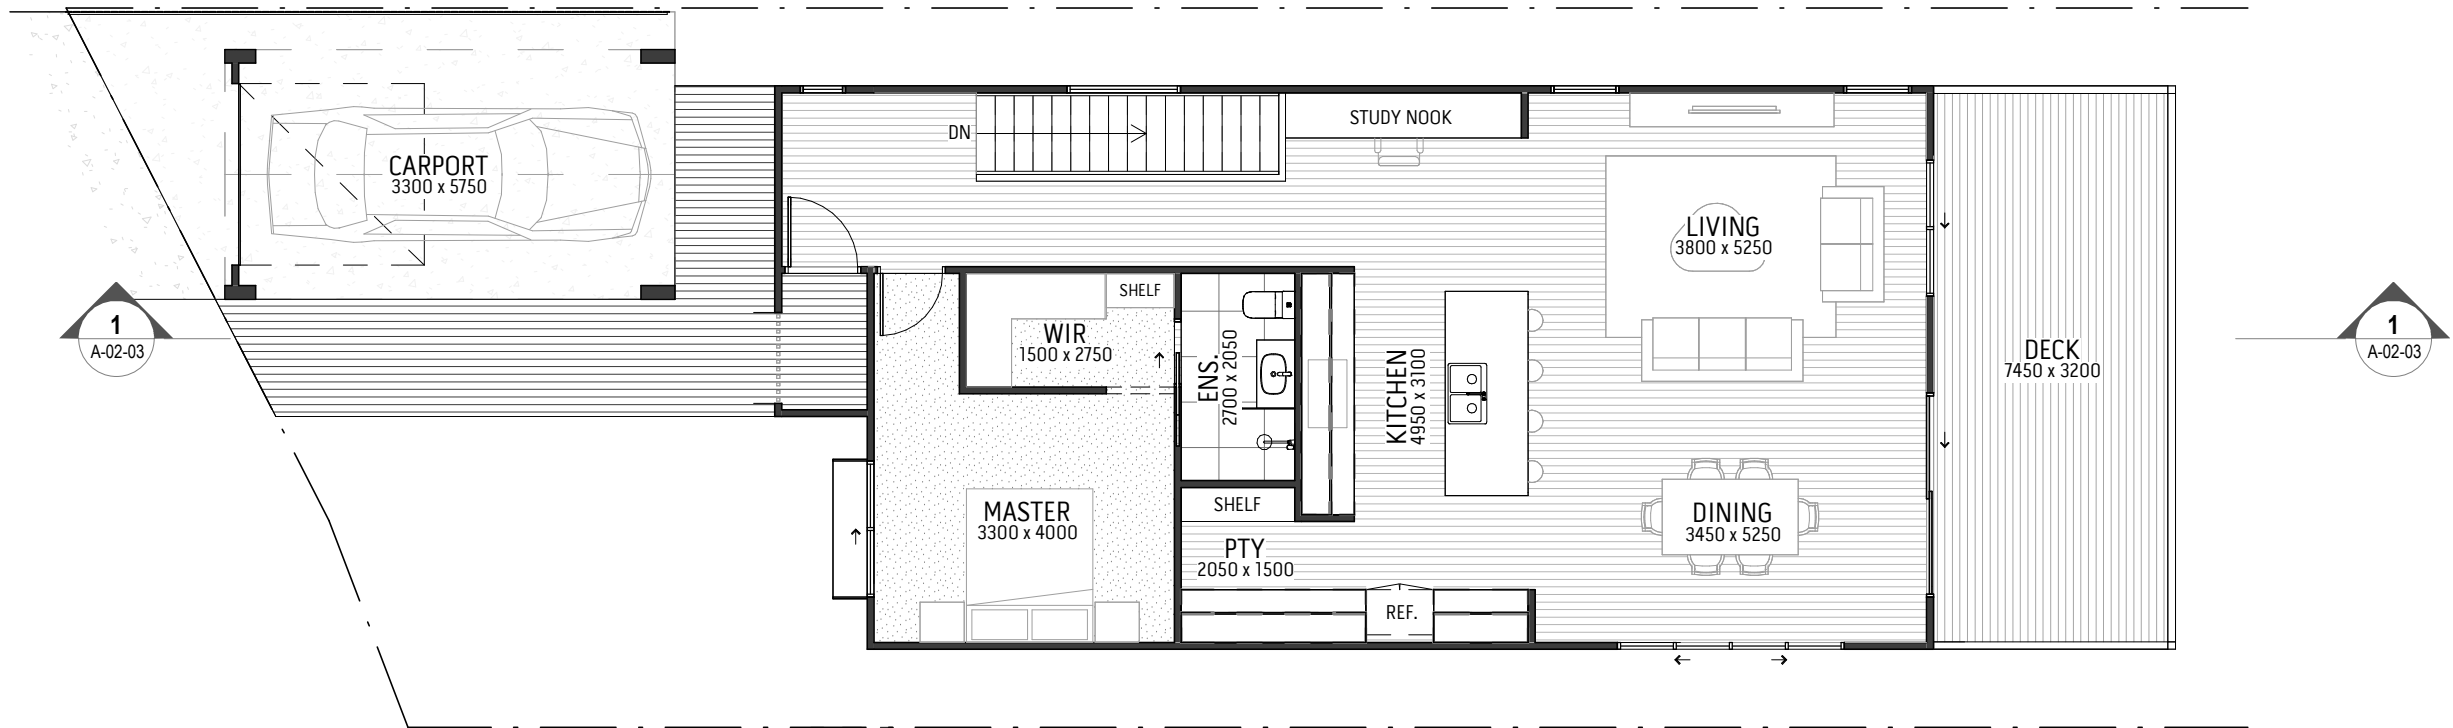 CARPORT
3300 x 5750
DN
STUDY NOOK
LIVING
3800 x 5250
SHELF
WIR
1500 x 2750
ENS.
2700 x 2050
KITCHEN
4950 x 3100
DECK
7450 x 3200
1
A-02-03
1
A-02-03
MASTER
3300 x 4000
SHELF
PTY
2050 x 1500
REF.
DINING
3450 x 5250